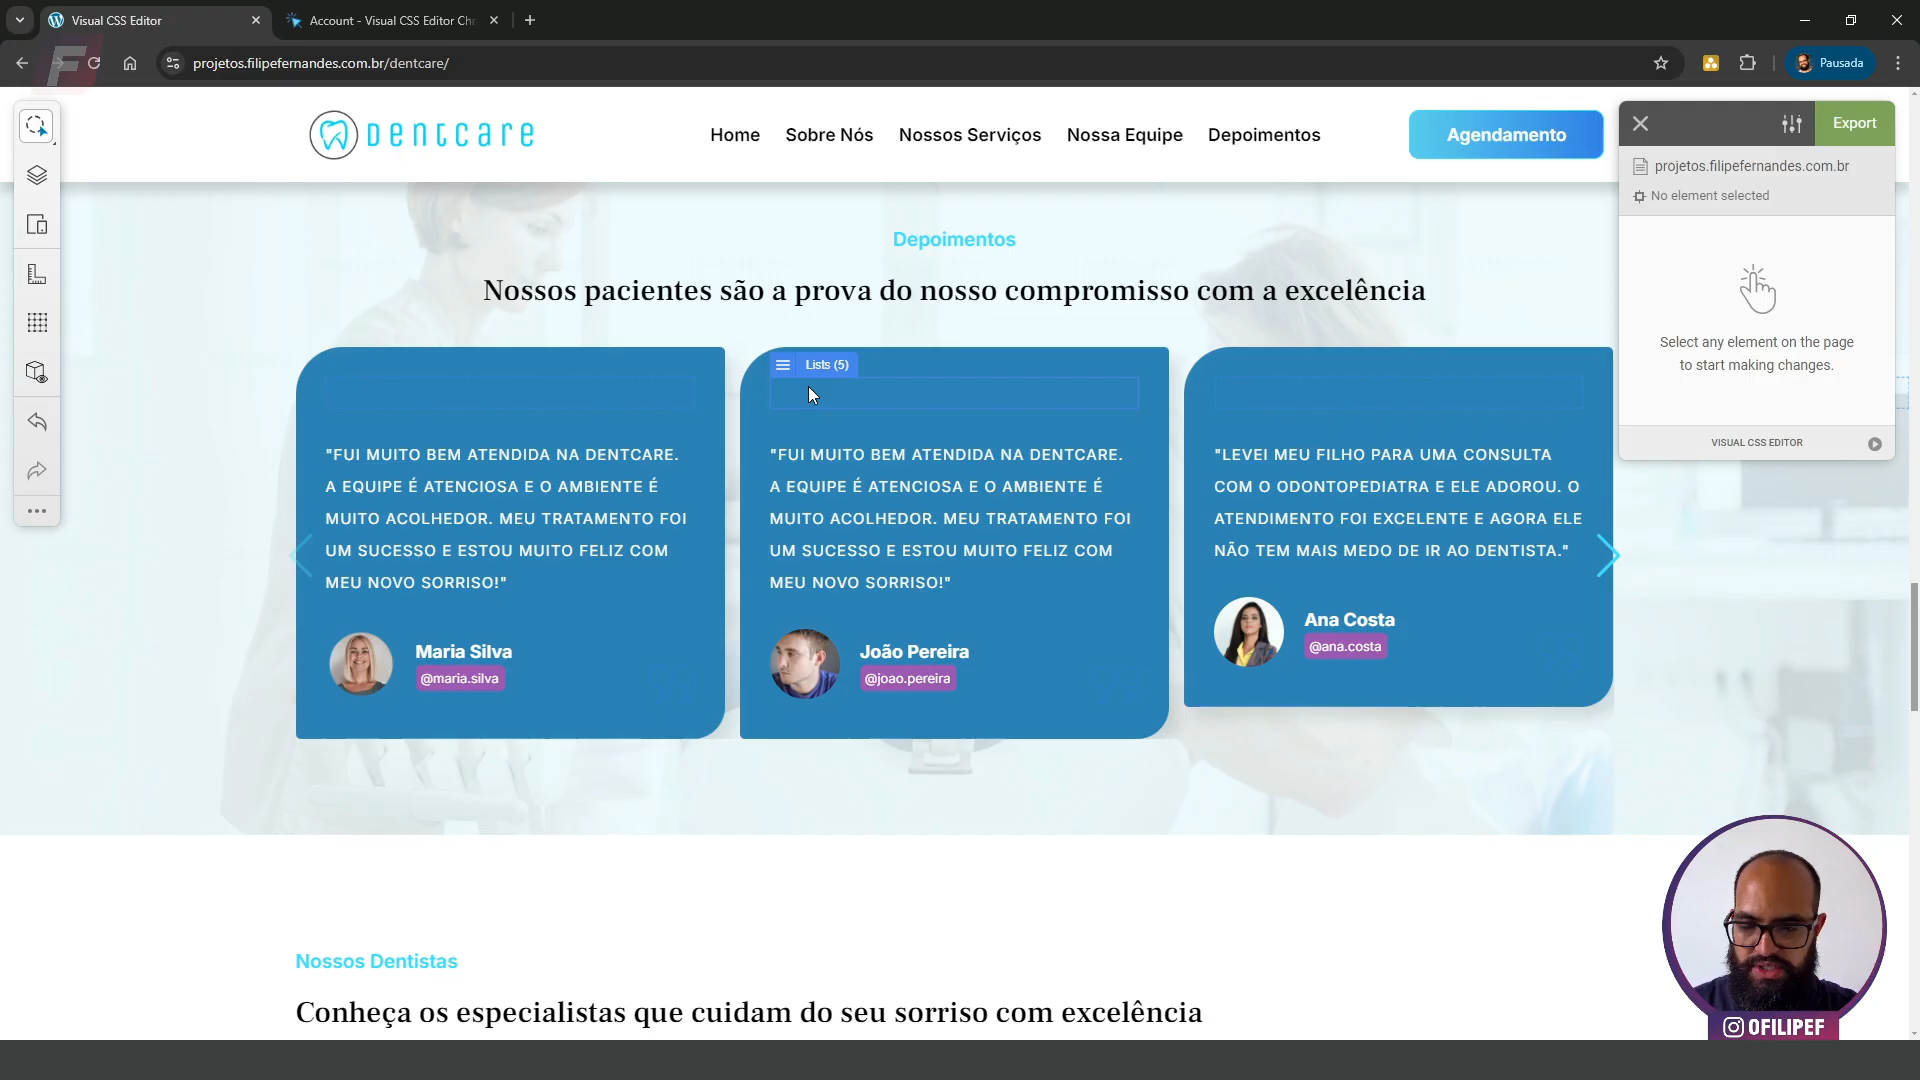 Visual CSS Editor
Account - Visual CSS Editor Chr
projetos.filipefernandes.com.br/dentcare/
Pausada
F
DENTCARE
Home
Sobre Nós
Nossos Serviços
Nossa Equipe
Depoimentos
Agendamento
Export
projetos.filipefernandes.com.br
No element selected
Select any element on the page
to start making changes.
VISUAL CSS EDITOR
Depoimentos
Nossos pacientes são a prova do nosso compromisso com a excelência
Lists (5)
"FUI MUITO BEM ATENDIDA NA DENTCARE.
A EQUIPE É ATENCIOSA E O AMBIENTE É
MUITO ACOLHEDOR. MEU TRATAMENTO FOI
UM SUCESSO E ESTOU MUITO FELIZ COM
MEU NOVO SORRISO!"
Maria Silva
@maria.silva
"FUI MUITO BEM ATENDIDA NA DENTCARE.
A EQUIPE É ATENCIOSA E O AMBIENTE É
MUITO ACOLHEDOR. MEU TRATAMENTO FOI
UM SUCESSO E ESTOU MUITO FELIZ COM
MEU NOVO SORRISO!"
João Pereira
@joao.pereira
"LEVEI MEU FILHO PARA UMA CONSULTA
COM O ODONTOPEDIATRA E ELE ADOROU. O
ATENDIMENTO FOI EXCELENTE E AGORA ELE
NÃO TEM MAIS MEDO DE IR AO DENTISTA."
Ana Costa
@ana.costa
Nossos Dentistas
Conheça os especialistas que cuidam do seu sorriso com excelência
OFILIPEF